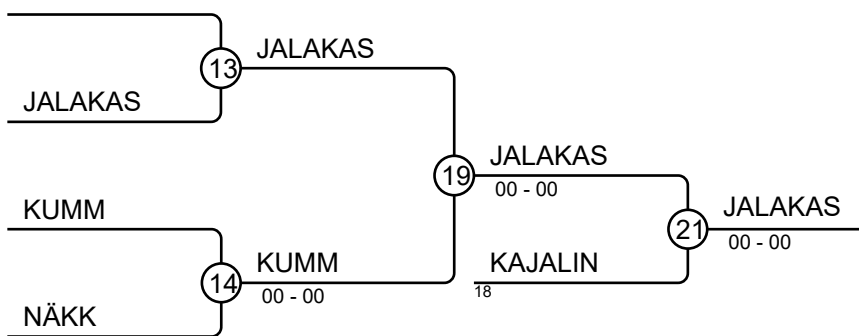 JALAKAS
13
JALAKAS
KUMM
NÄKK
14
KUMM
00 - 00
19
JALAKAS
00 - 00
KAJALIN
18
21
JALAKAS
00 - 00